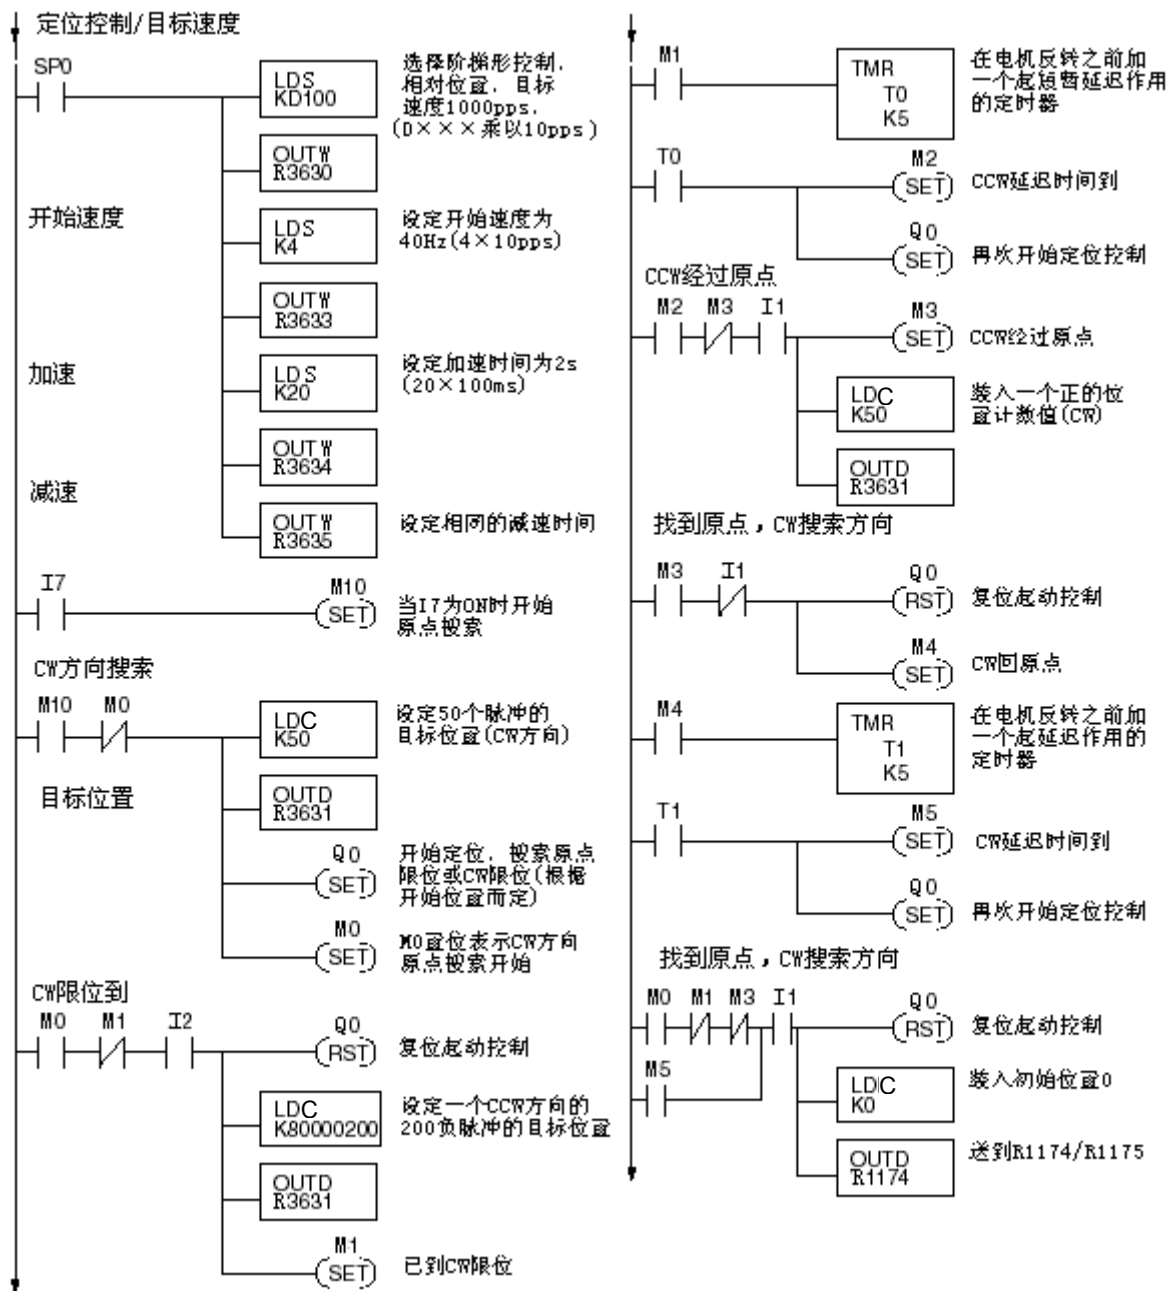 定位控制/目标速度
SP0
LDS
KD100
选择阶梯形控制.
相对位置. 目标
速度1000pps.
(D×××乘以10pps)
OUTW
R3630
开始速度
LDS
K4
设定开始速度为
40Hz(4×10pps)
OUTW
R3633
加速
LDS
K20
设定加速时间为2s
(20×100ms)
OUTW
R3634
减速
OUTW
R3635
设定相同的减速时间
I7
M10
SET
当I7为ON时开始
原点搜索
CW方向搜索
M10 M0
LDC
K50
设定50个脉冲的
目标位置(CW方向)
目标位置
OUTD
R3631
Q0
SET
开始定位. 搜索原点
限位或CW限位(根据
开始位置而定)
M0
SET
M0置位表示CW方向
原点搜索开始
CW限位到
M0 M1 I2
Q0
RST
复位起动控制
LDC
K80000200
设定一个CCW方向的
200负脉冲的目标位置
OUTD
R3631
M1
SET
已到CW限位
M1
TMR
T0
K5
在电机反转之前加
一个起短暂延迟作用
的定时器
T0
M2
SET
CCW延迟时间到
Q0
SET
再次开始定位控制
CCW经过原点
M2 M3 I1
M3
SET
CCW经过原点
LDC
K50
装入一个正的位
置计数值(CW)
OUTD
R3631
找到原点，CW搜索方向
M3 I1
Q0
RST
复位起动控制
M4
SET
CW回原点
M4
TMR
T1
K5
在电机反转之前加
一个起延迟作用的
定时器
T1
M5
SET
CW延迟时间到
Q0
SET
再次开始定位控制
找到原点，CW搜索方向
M0 M1 M3 I1
Q0
RST
复位起动控制
M5
LDC
K0
装入初始位置0
OUTD
R1174
送到R1174/R1175